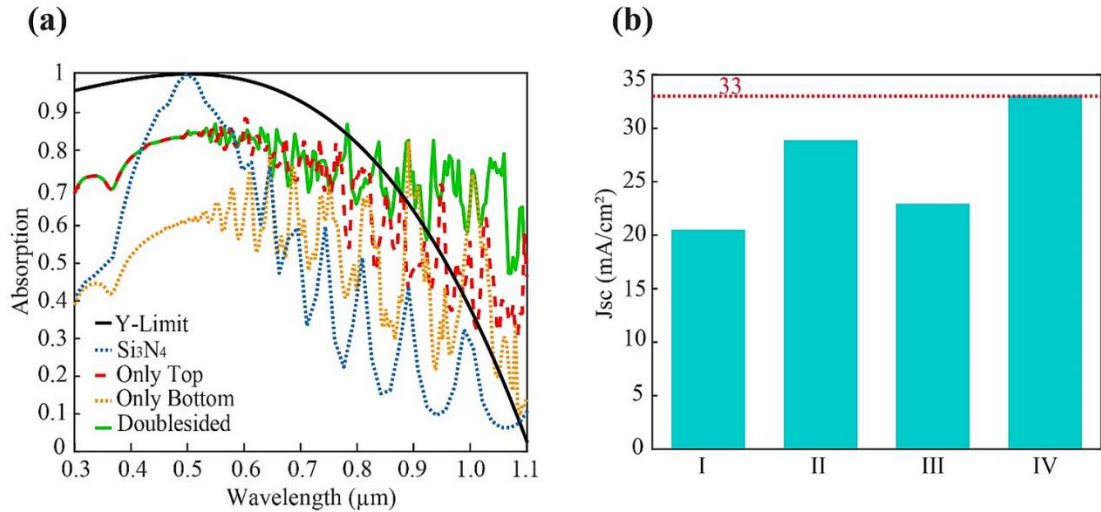 (a)
1
0.9
0.8
0.7
0.6
0.5
0.4
0.3
0.2
0.1
0
Absorption
Y-Limit
Si₃N₄
Only Top
Only Bottom
Doublesided
0.3 0.4 0.5 0.6 0.7 0.8 0.9 1.0 1.1
Wavelength (µm)
(b)
35
30
25
20
15
10
5
0
Jsc (mA/cm²)
33
I II III IV